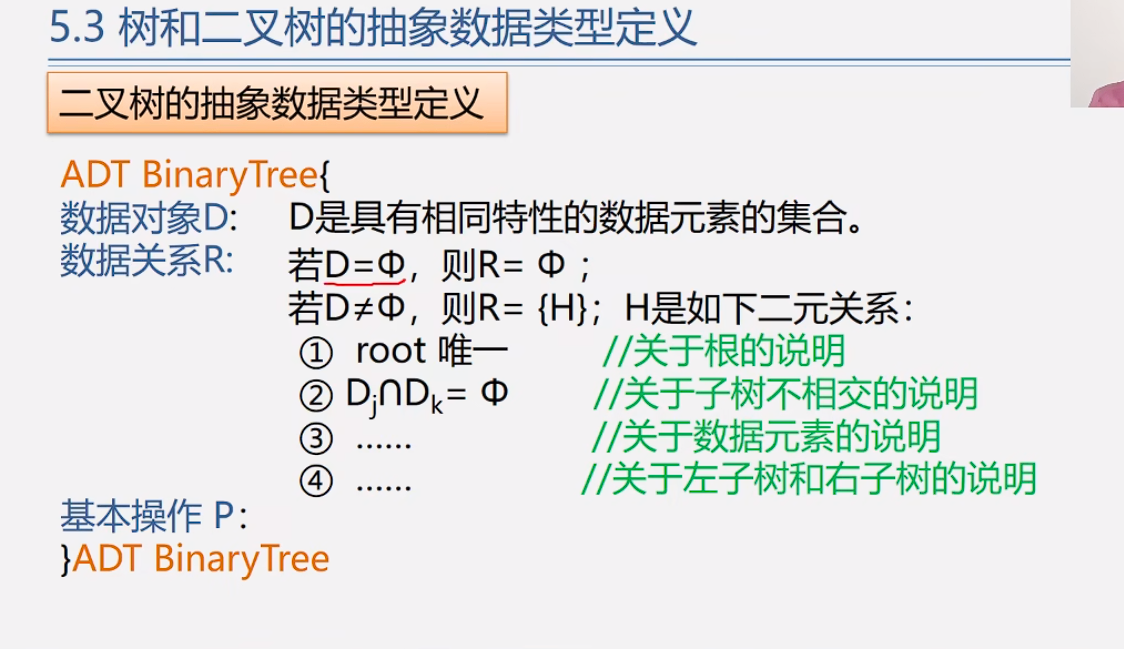 5.3 树和二叉树的抽象数据类型定义
二叉树的抽象数据类型定义
ADT BinaryTree{
数据对象D: D是具有相同特性的数据元素的集合。
数据关系R: 若D=Φ，则R= Φ ；
若D≠Φ，则R= {H}；H是如下二元关系：
① root 唯一 //关于根的说明
② Dj∩Dk= Φ //关于子树不相交的说明
③ …… //关于数据元素的说明
④ …… //关于左子树和右子树的说明
基本操作 P：
}ADT BinaryTree